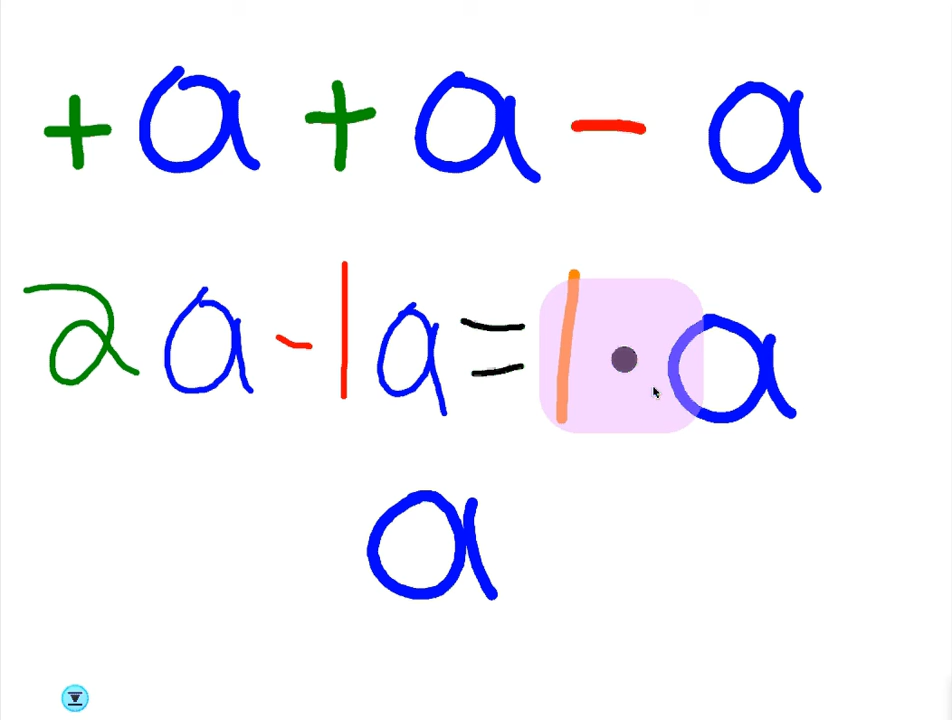 + a + a - a
2a - 1a = 1 · a
a